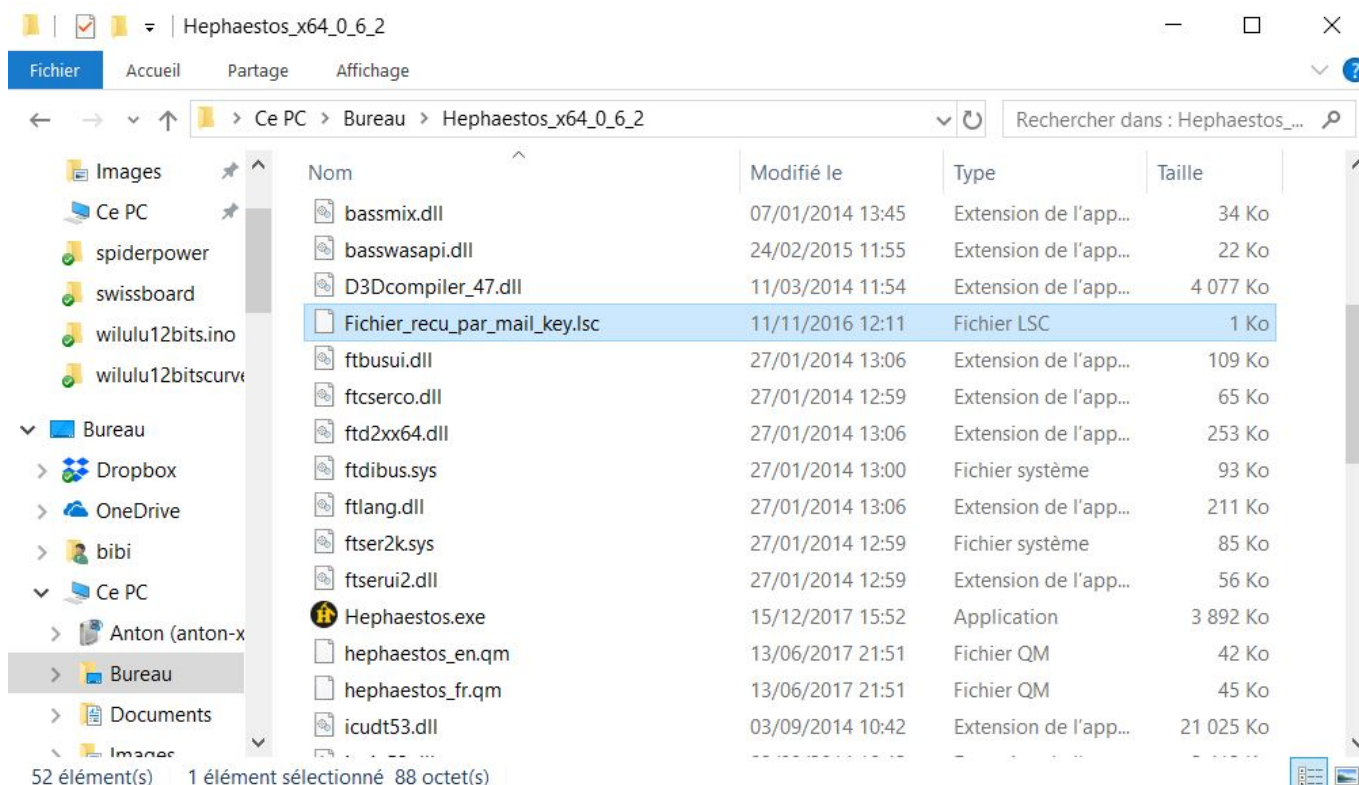 Hephaestos_x64_0_6_2
Fichier Accueil Partage Affichage
Ce PC > Bureau > Hephaestos_x64_0_6_2 Rechercher dans : Hephaestos_...
Images
Ce PC
spiderpower
swissboard
wilulu12bits.ino
wilulu12bitscurve
Bureau
Dropbox
OneDrive
bibi
Ce PC
Anton (anton-x
Bureau
Documents
Images
Nom Modifié le Type Taille
bassmix.dll 07/01/2014 13:45 Extension de l'app... 34 Ko
basswasapi.dll 24/02/2015 11:55 Extension de l'app... 22 Ko
D3Dcompiler_47.dll 11/03/2014 11:54 Extension de l'app... 4 077 Ko
Fichier_recu_par_mail_key.lsc 11/11/2016 12:11 Fichier LSC 1 Ko
ftbusui.dll 27/01/2014 13:06 Extension de l'app... 109 Ko
ftcserco.dll 27/01/2014 12:59 Extension de l'app... 65 Ko
ftd2xx64.dll 27/01/2014 13:06 Extension de l'app... 253 Ko
ftdibus.sys 27/01/2014 13:00 Fichier système 93 Ko
ftlang.dll 27/01/2014 13:06 Extension de l'app... 211 Ko
ftser2k.sys 27/01/2014 12:59 Fichier système 85 Ko
ftserui2.dll 27/01/2014 12:59 Extension de l'app... 56 Ko
Hephaestos.exe 15/12/2017 15:52 Application 3 892 Ko
hephaestos_en.qm 13/06/2017 21:51 Fichier QM 42 Ko
hephaestos_fr.qm 13/06/2017 21:51 Fichier QM 45 Ko
icudt53.dll 03/09/2014 10:42 Extension de l'app... 21 025 Ko
52 élément(s) 1 élément sélectionné 88 octet(s)